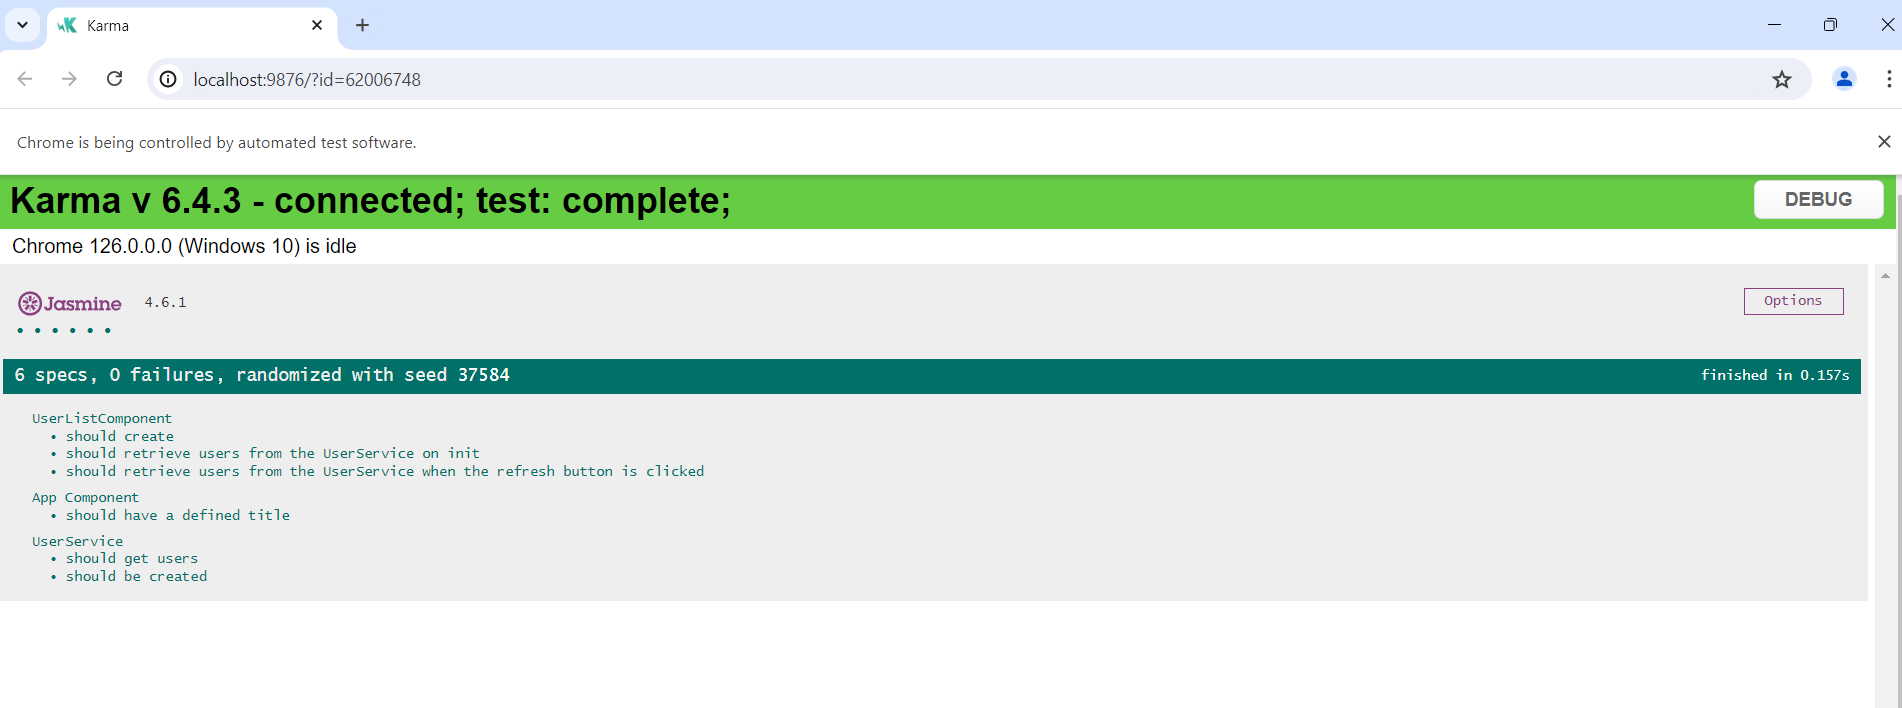 Karma
localhost:9876/?id=62006748
Chrome is being controlled by automated test software.
Karma v 6.4.3 - connected; test: complete;
DEBUG
Chrome 126.0.0.0 (Windows 10) is idle
Jasmine 4.6.1
Options
• • • • • •
6 specs, 0 failures, randomized with seed 37584
finished in 0.157s
UserListComponent
• should create
• should retrieve users from the UserService on init
• should retrieve users from the UserService when the refresh button is clicked
App Component
• should have a defined title
UserService
• should get users
• should be created